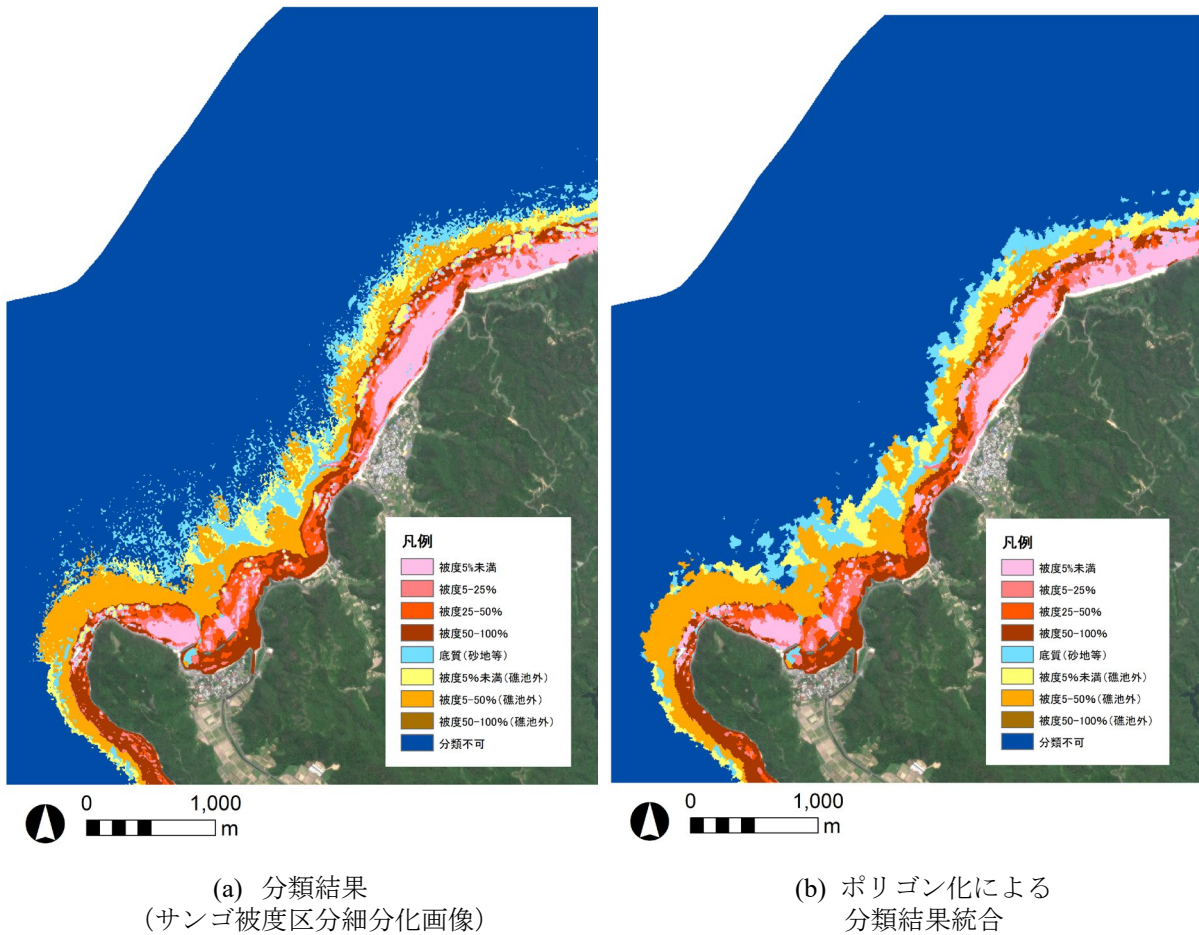 凡例
被度5%未満
被度5-25%
被度25-50%
被度50-100%
底質(砂地等)
被度5%未満(礁池外)
被度5-50%(礁池外)
被度50-100%(礁池外)
分類不可
0 1,000
m
(a) 分類結果
(サンゴ被度区分細分化画像)
凡例
被度5%未満
被度5-25%
被度25-50%
被度50-100%
底質(砂地等)
被度5%未満(礁池外)
被度5-50%(礁池外)
被度50-100%(礁池外)
分類不可
0 1,000
m
(b) ポリゴン化による
分類結果統合